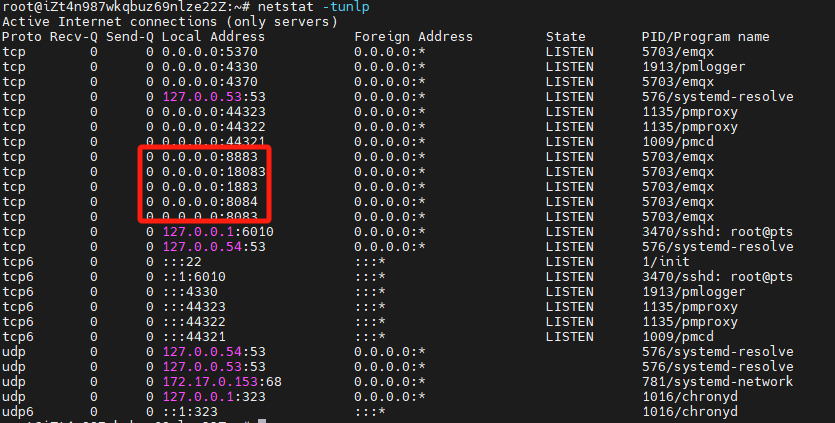 root@iZt4n987wkqbuz69nlze22Z:~# netstat -tunlp
Active Internet connections (only servers)
Proto Recv-Q Send-Q Local Address           Foreign Address         State       PID/Program name
tcp        0      0 0.0.0.0:5370            0.0.0.0:*               LISTEN      5703/emqx
tcp        0      0 0.0.0.0:4330            0.0.0.0:*               LISTEN      1913/pmlogger
tcp        0      0 0.0.0.0:4370            0.0.0.0:*               LISTEN      5703/emqx
tcp        0      0 127.0.0.53:53           0.0.0.0:*               LISTEN      576/systemd-resolve
tcp        0      0 0.0.0.0:44323           0.0.0.0:*               LISTEN      1135/pmproxy
tcp        0      0 0.0.0.0:44322           0.0.0.0:*               LISTEN      1135/pmproxy
tcp        0      0 0.0.0.0:44321           0.0.0.0:*               LISTEN      1009/pmcd
tcp        0      0 0.0.0.0:8883            0.0.0.0:*               LISTEN      5703/emqx
tcp        0      0 0.0.0.0:18083           0.0.0.0:*               LISTEN      5703/emqx
tcp        0      0 0.0.0.0:1883            0.0.0.0:*               LISTEN      5703/emqx
tcp        0      0 0.0.0.0:8084            0.0.0.0:*               LISTEN      5703/emqx
tcp        0      0 0.0.0.0:8083            0.0.0.0:*               LISTEN      5703/emqx
tcp        0      0 127.0.0.1:6010          0.0.0.0:*               LISTEN      3470/sshd: root@pts
tcp        0      0 127.0.0.54:53           0.0.0.0:*               LISTEN      576/systemd-resolve
tcp6       0      0 :::22                   :::*                    LISTEN      1/init
tcp6       0      0 ::1:6010                :::*                    LISTEN      3470/sshd: root@pts
tcp6       0      0 :::4330                 :::*                    LISTEN      1913/pmlogger
tcp6       0      0 :::44323                :::*                    LISTEN      1135/pmproxy
tcp6       0      0 :::44322                :::*                    LISTEN      1135/pmproxy
tcp6       0      0 :::44321                :::*                    LISTEN      1009/pmcd
udp        0      0 127.0.0.54:53           0.0.0.0:*                           576/systemd-resolve
udp        0      0 127.0.0.53:53           0.0.0.0:*                           576/systemd-resolve
udp        0      0 172.17.0.153:68         0.0.0.0:*                           781/systemd-network
udp        0      0 127.0.0.1:323           0.0.0.0:*                           1016/chronyd
udp6       0      0 ::1:323                 :::*                                1016/chronyd